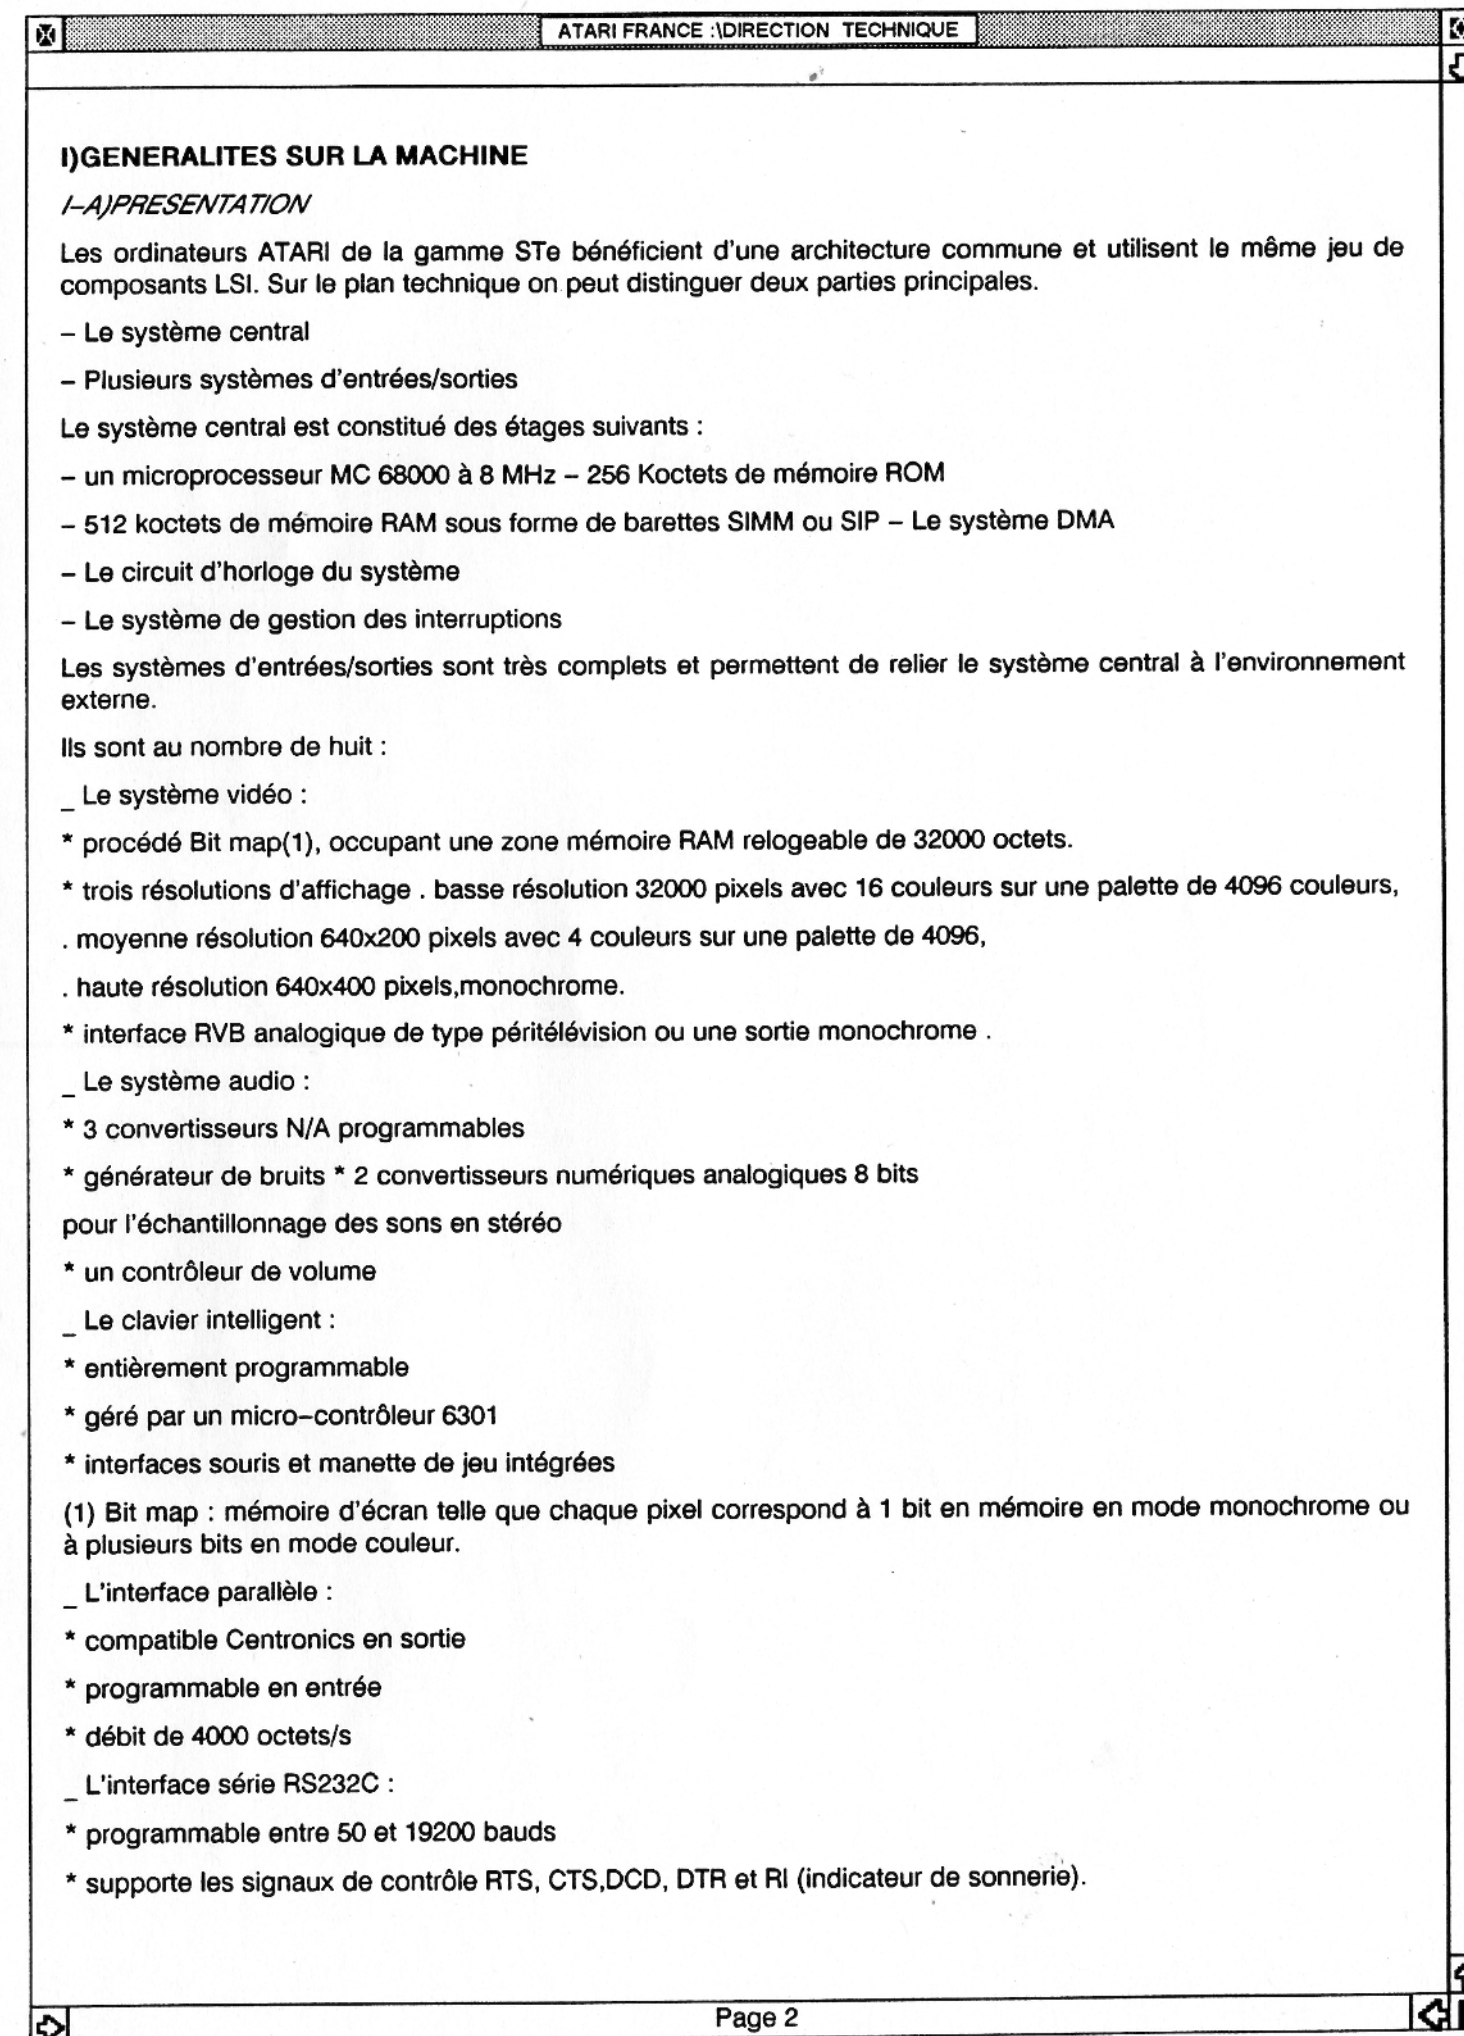 ATARI FRANCE :\DIRECTION TECHNIQUE
I)GENERALITES SUR LA MACHINE
I–A)PRESENTATION
Les ordinateurs ATARI de la gamme STe bénéficient d'une architecture commune et utilisent le même jeu de
composants LSI. Sur le plan technique on peut distinguer deux parties principales.
– Le système central
– Plusieurs systèmes d'entrées/sorties
Le système central est constitué des étages suivants :
– un microprocesseur MC 68000 à 8 MHz – 256 Koctets de mémoire ROM
– 512 koctets de mémoire RAM sous forme de barettes SIMM ou SIP – Le système DMA
– Le circuit d'horloge du système
– Le système de gestion des interruptions
Les systèmes d'entrées/sorties sont très complets et permettent de relier le système central à l'environnement
externe.
Ils sont au nombre de huit :
_ Le système vidéo :
* procédé Bit map(1), occupant une zone mémoire RAM relogeable de 32000 octets.
* trois résolutions d'affichage . basse résolution 32000 pixels avec 16 couleurs sur une palette de 4096 couleurs,
. moyenne résolution 640x200 pixels avec 4 couleurs sur une palette de 4096,
. haute résolution 640x400 pixels,monochrome.
* interface RVB analogique de type péritélévision ou une sortie monochrome .
_ Le système audio :
* 3 convertisseurs N/A programmables
* générateur de bruits * 2 convertisseurs numériques analogiques 8 bits
pour l'échantillonnage des sons en stéréo
* un contrôleur de volume
_ Le clavier intelligent :
* entièrement programmable
* géré par un micro–contrôleur 6301
* interfaces souris et manette de jeu intégrées
(1) Bit map : mémoire d'écran telle que chaque pixel correspond à 1 bit en mémoire en mode monochrome ou
à plusieurs bits en mode couleur.
_ L'interface parallèle :
* compatible Centronics en sortie
* programmable en entrée
* débit de 4000 octets/s
_ L'interface série RS232C :
* programmable entre 50 et 19200 bauds
* supporte les signaux de contrôle RTS, CTS,DCD, DTR et RI (indicateur de sonnerie).
Page 2